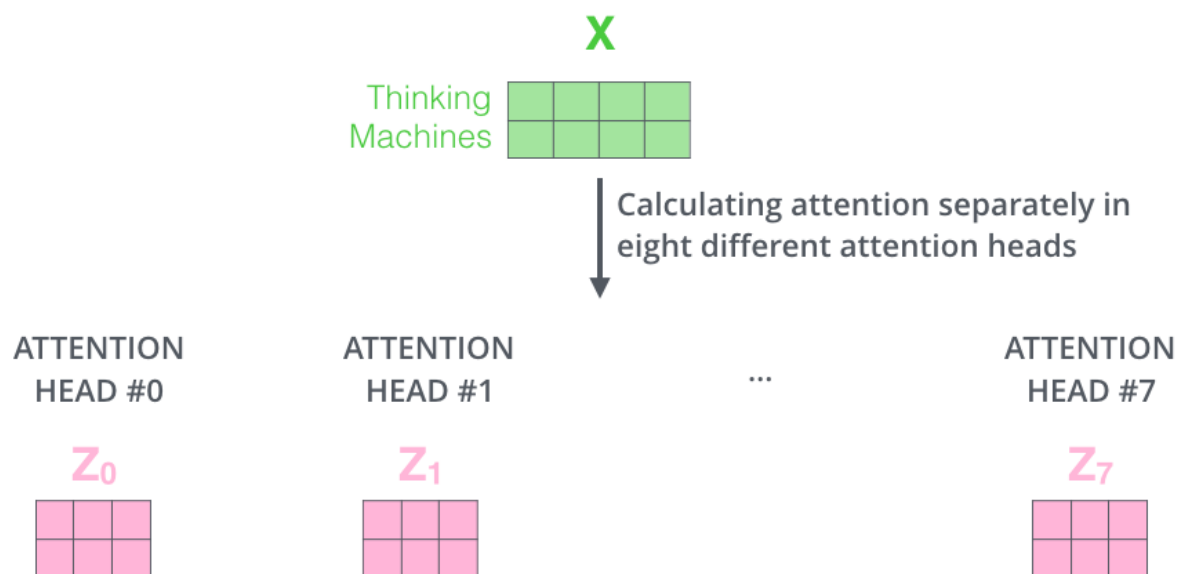 X
Thinking
Machines
Calculating attention separately in
eight different attention heads
ATTENTION
HEAD #0
ATTENTION
HEAD #1
...
ATTENTION
HEAD #7
Z0
Z1
Z7